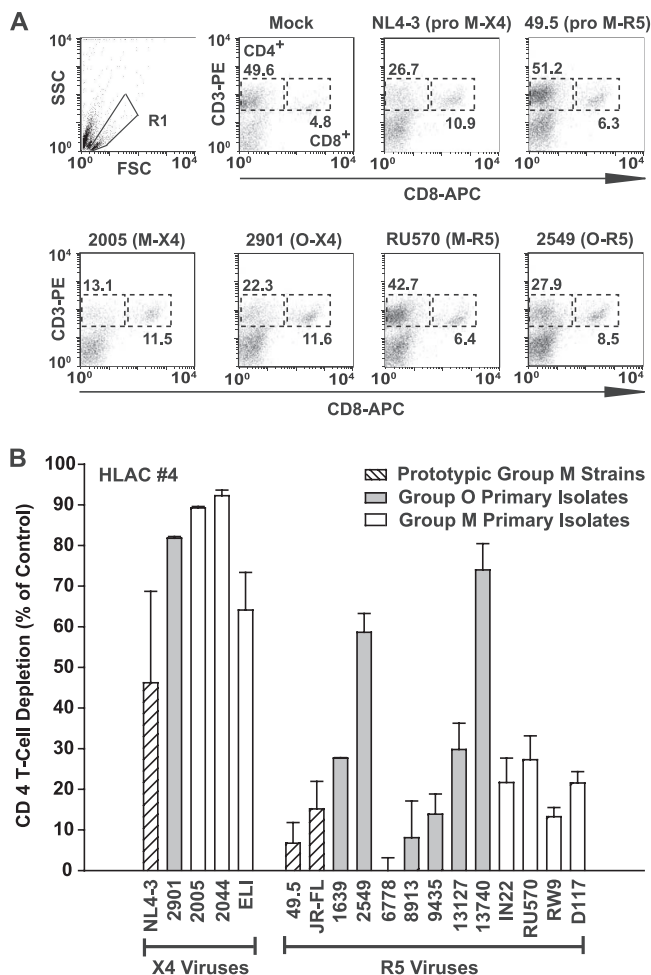 A
Mock
NL4-3 (pro M-X4)
49.5 (pro M-R5)
10⁴
SSC
10⁰
R1
10⁰
10⁴
FSC
10⁴
CD3-PE
10⁰
CD4⁺
49.6
4.8
CD8⁺
10⁰
10⁴
26.7
10.9
10⁰
10⁴
51.2
6.3
10⁰
10⁴
CD8-APC
2005 (M-X4)
2901 (O-X4)
RU570 (M-R5)
2549 (O-R5)
10⁴
CD3-PE
10⁰
13.1
11.5
10⁰
10⁴
22.3
11.6
10⁰
10⁴
42.7
6.4
10⁰
10⁴
27.9
8.5
10⁰
10⁴
CD8-APC
B
HLAC #4
Prototypic Group M Strains
Group O Primary Isolates
Group M Primary Isolates
CD 4 T-Cell Depletion (% of Control)
100
90
80
70
60
50
40
30
20
10
0
NL4-3
2901
2005
2044
ELI
49.5
JR-FL
1639
2549
6778
8913
9435
13127
13740
IN22
RU570
RW9
D117
X4 Viruses
R5 Viruses